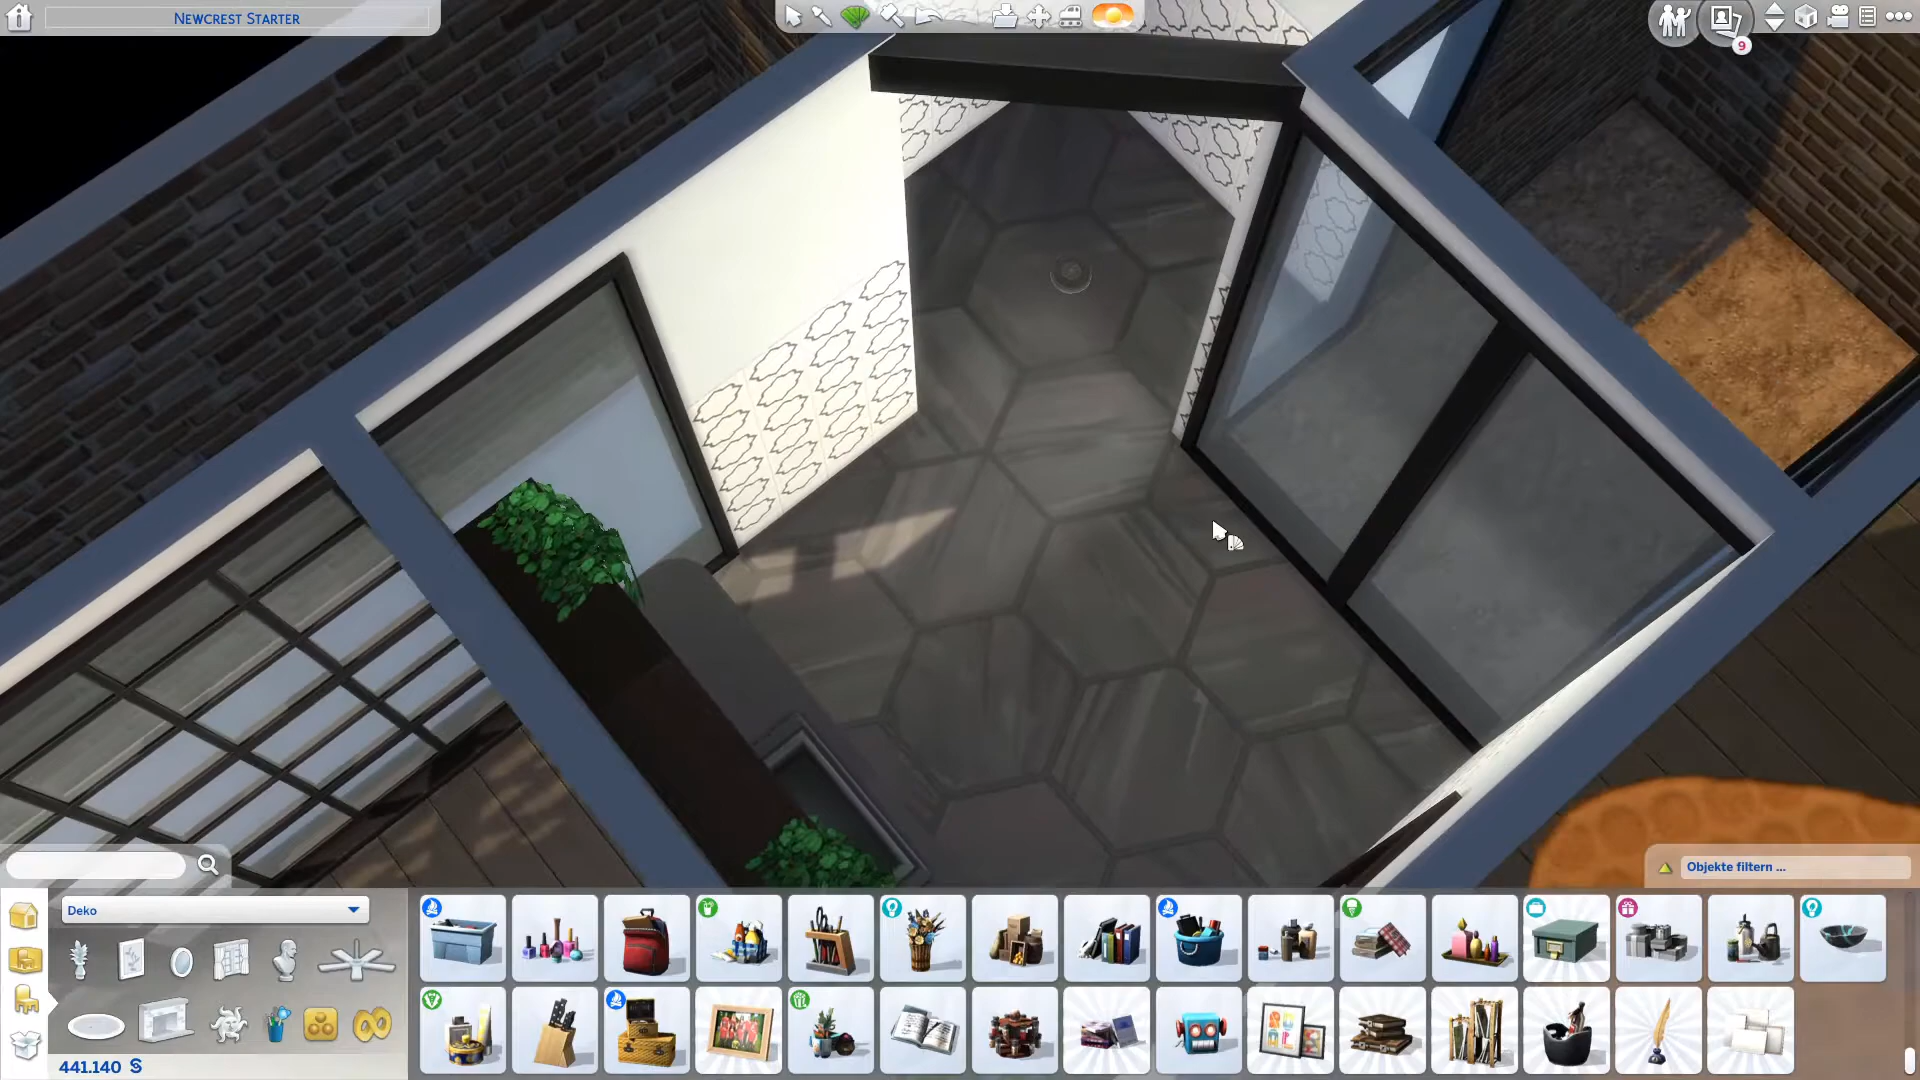 Newcrest Starter
9
Objekte filtern ...
Deko
441.140 §